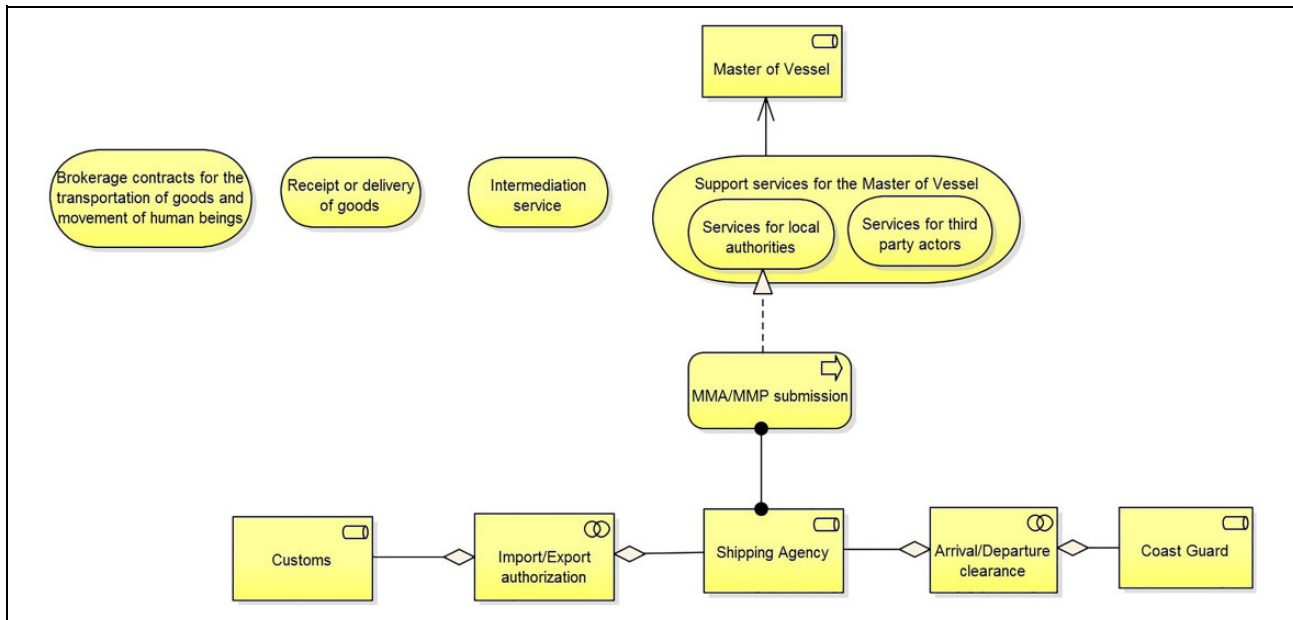 Master of Vessel
Brokerage contracts for the
transportation of goods and
movement of human beings
Receipt or delivery
of goods
Intermediation
service
Support services for the Master of Vessel
Services for local
authorities
Services for third
party actors
MMA/MMP submission
Customs
Import/Export
authorization
Shipping Agency
Arrival/Departure
clearance
Coast Guard